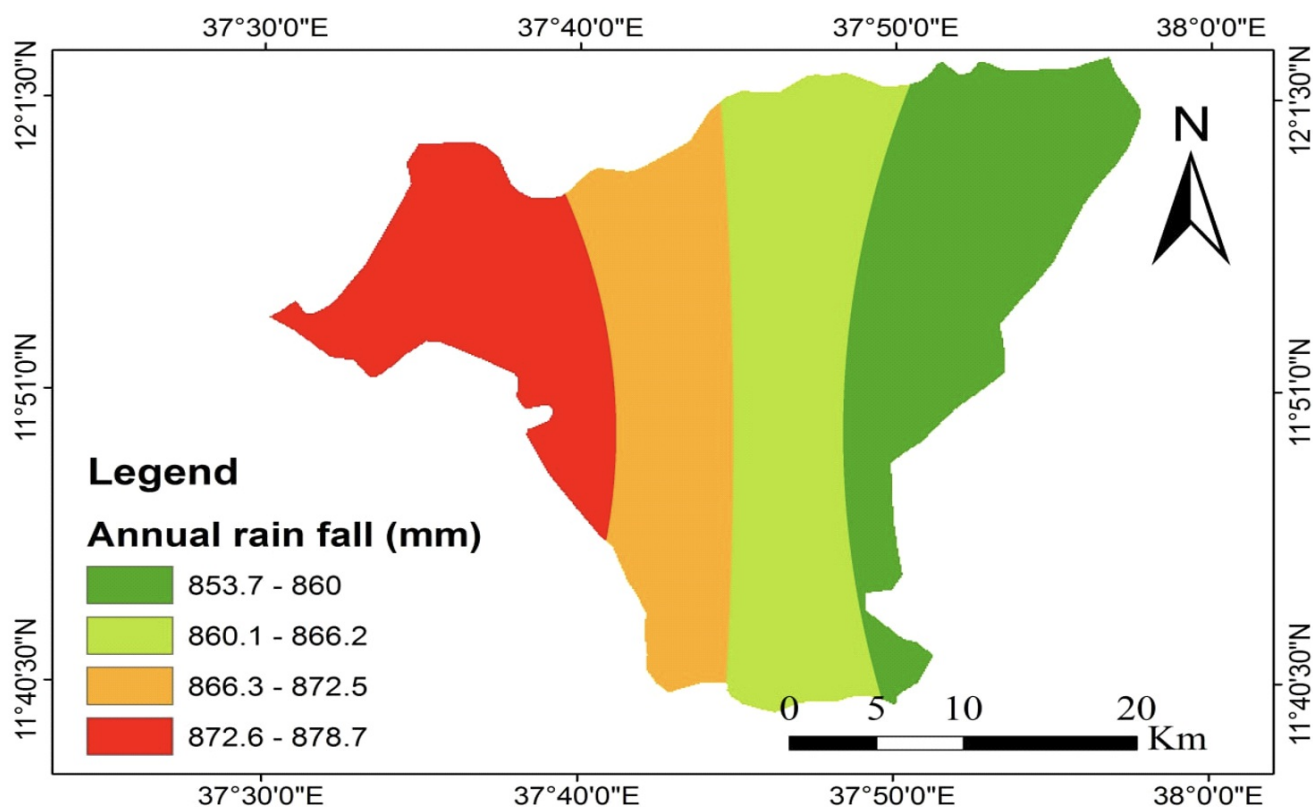 37°30'0"E 37°40'0"E 37°50'0"E 38°0'0"E
12°1'30"N
12°1'30"N
N
11°51'0"N
11°51'0"N
Legend
Annual rain fall (mm)
853.7 - 860
860.1 - 866.2
866.3 - 872.5
872.6 - 878.7
11°40'30"N
11°40'30"N
0 5 10 20
Km
37°30'0"E 37°40'0"E 37°50'0"E 38°0'0"E